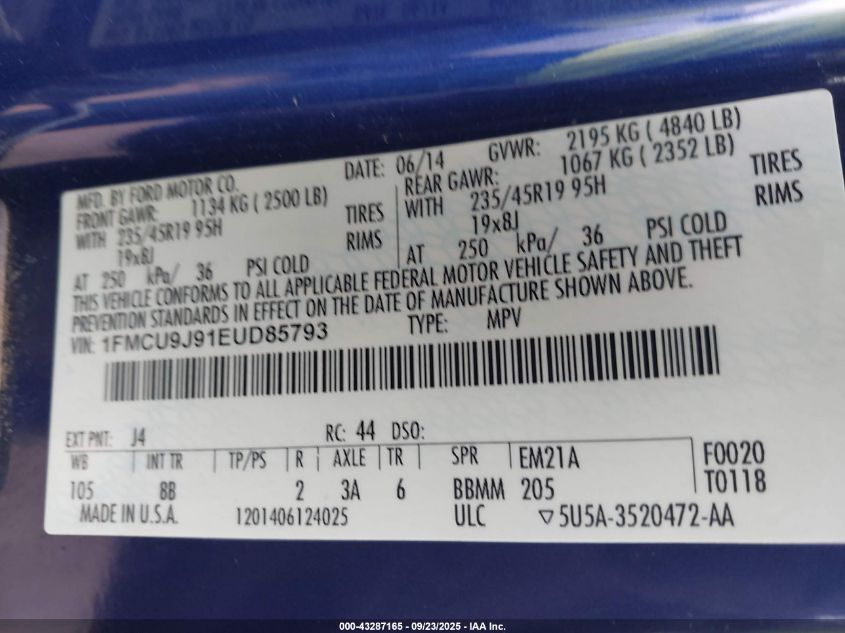 MFD. BY FORD MOTOR CO.
DATE: 06/14
GVWR: 2195 KG ( 4840 LB)
FRONT GAWR: 1134 KG ( 2500 LB)
REAR GAWR: 1067 KG ( 2352 LB)
WITH 235/45R19 95H TIRES
WITH 235/45R19 95H TIRES
19x8J RIMS
19x8J RIMS
AT 250 kPa/ 36 PSI COLD
AT 250 kPa/ 36 PSI COLD
THIS VEHICLE CONFORMS TO ALL APPLICABLE FEDERAL MOTOR VEHICLE SAFETY AND THEFT
PREVENTION STANDARDS IN EFFECT ON THE DATE OF MANUFACTURE SHOWN ABOVE.
VIN: 1FMCU9J91EUD85793 TYPE: MPV
EXT PNT: J4 RC: 44 DSO:
WB INT TR TP/PS R AXLE TR SPR EM21A F0020
105 8B 2 3A 6 BBMM 205 T0118
MADE IN U.S.A. 1201406124025 ULC ▽5U5A-3520472-AA
000-43287165 - 09/23/2025 - IAA Inc.